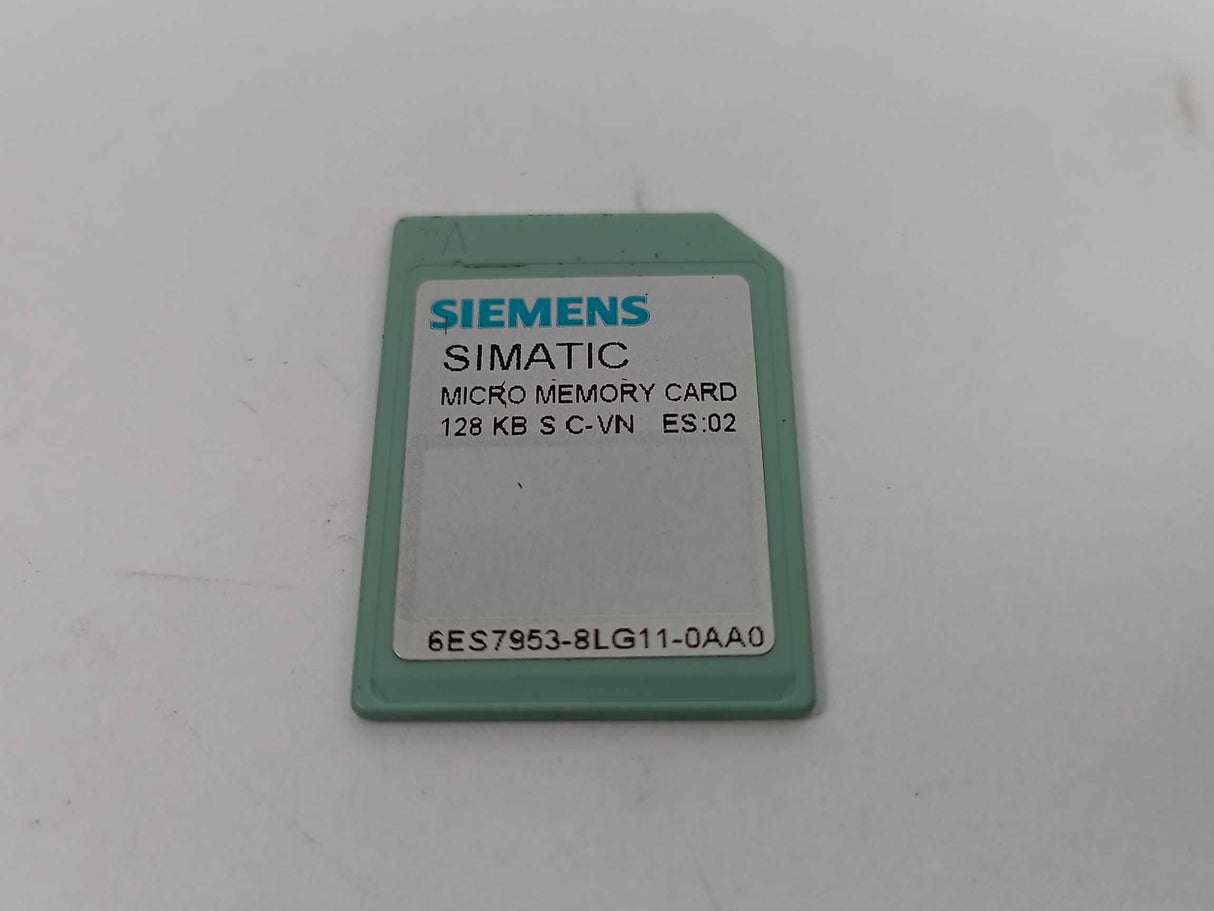 SIEMENS
SIMATIC
MICRO MEMORY CARD
128 KB S C-VN ES:02
6ES7953-8LG11-0AA0